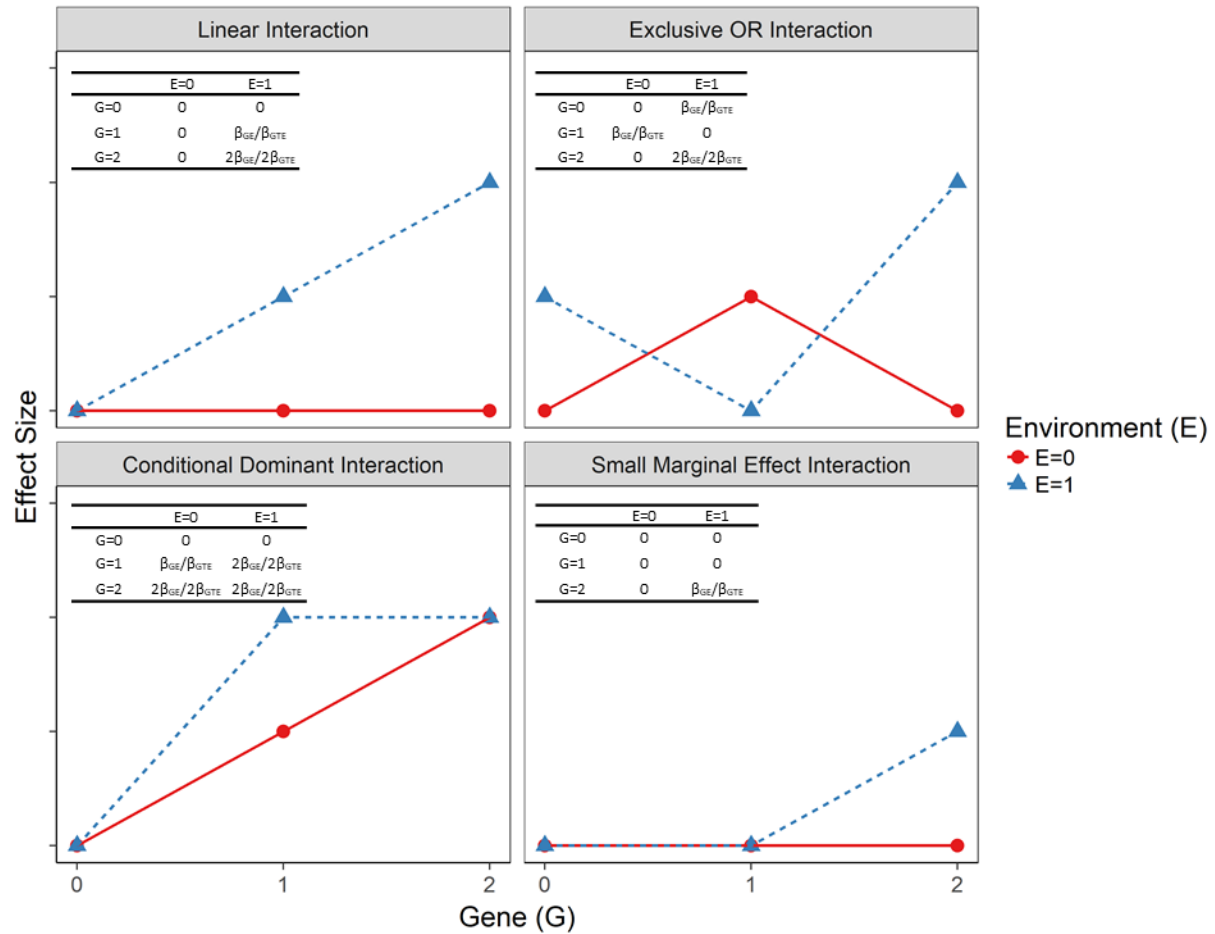 Linear Interaction
E=0 E=1
G=0 0 0
G=1 0 βGE/βGTE
G=2 0 2βGE/2βGTE
Exclusive OR Interaction
E=0 E=1
G=0 0 βGE/βGTE
G=1 βGE/βGTE 0
G=2 0 2βGE/2βGTE
Conditional Dominant Interaction
E=0 E=1
G=0 0 0
G=1 βGE/βGTE 2βGE/2βGTE
G=2 2βGE/2βGTE 2βGE/2βGTE
Small Marginal Effect Interaction
E=0 E=1
G=0 0 0
G=1 0 0
G=2 0 βGE/βGTE
Effect Size
0 1 2 0 1 2
Gene (G)
Environment (E)
E=0
E=1